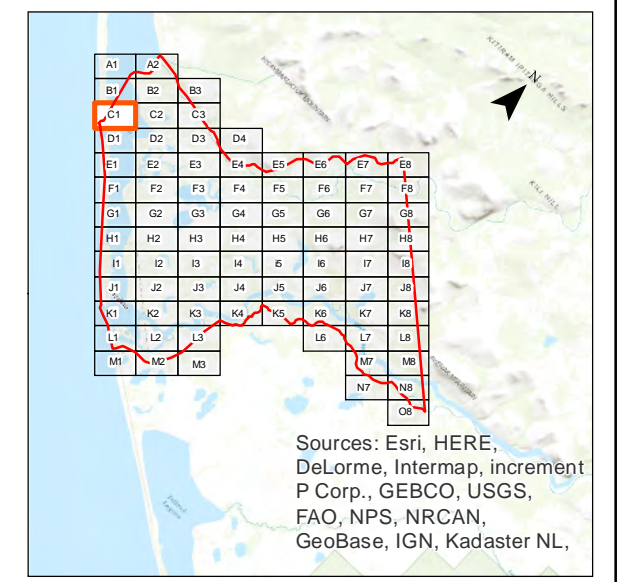 N
KITIRAM IPIENGA HILLS
KILI HILL
A1 A2
B1 B2 B3
C1 C2 C3
D1 D2 D3 D4
E1 E2 E3 E4 E5 E6 E7 E8
F1 F2 F3 F4 F5 F6 F7 F8
G1 G2 G3 G4 G5 G6 G7 G8
H1 H2 H3 H4 H5 H6 H7 H8
I1 I2 I3 I4 i5 I6 I7 I8
J1 J2 J3 J4 J5 J6 J7 J8
K1 K2 K3 K4 K5 K6 K7 K8
L1 L2 L3 L6 L7 L8
M1 M2 M3 M7 M8
N7 N8
O8
Sources: Esri, HERE,
DeLorme, Intermap, increment
P Corp., GEBCO, USGS,
FAO, NPS, NRCAN,
GeoBase, IGN, Kadaster NL,